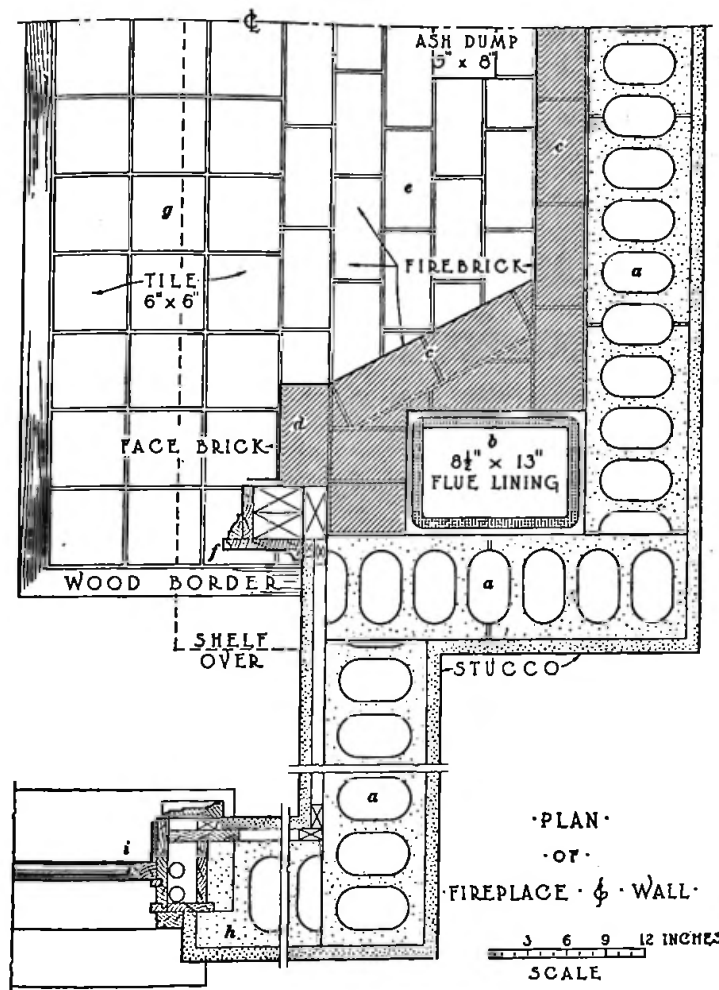 ℄
ASH DUMP
5" x 8"
c
e
g
FIREBRICK
TILE
6" x 6"
a
c
d
FACE BRICK
b
8½" x 13"
FLUE LINING
f
WOOD BORDER
a
SHELF
OVER
STUCCO
a
i
h
·PLAN·
·OF·
·FIREPLACE·&·WALL·
3 6 9 12 INCHES
SCALE